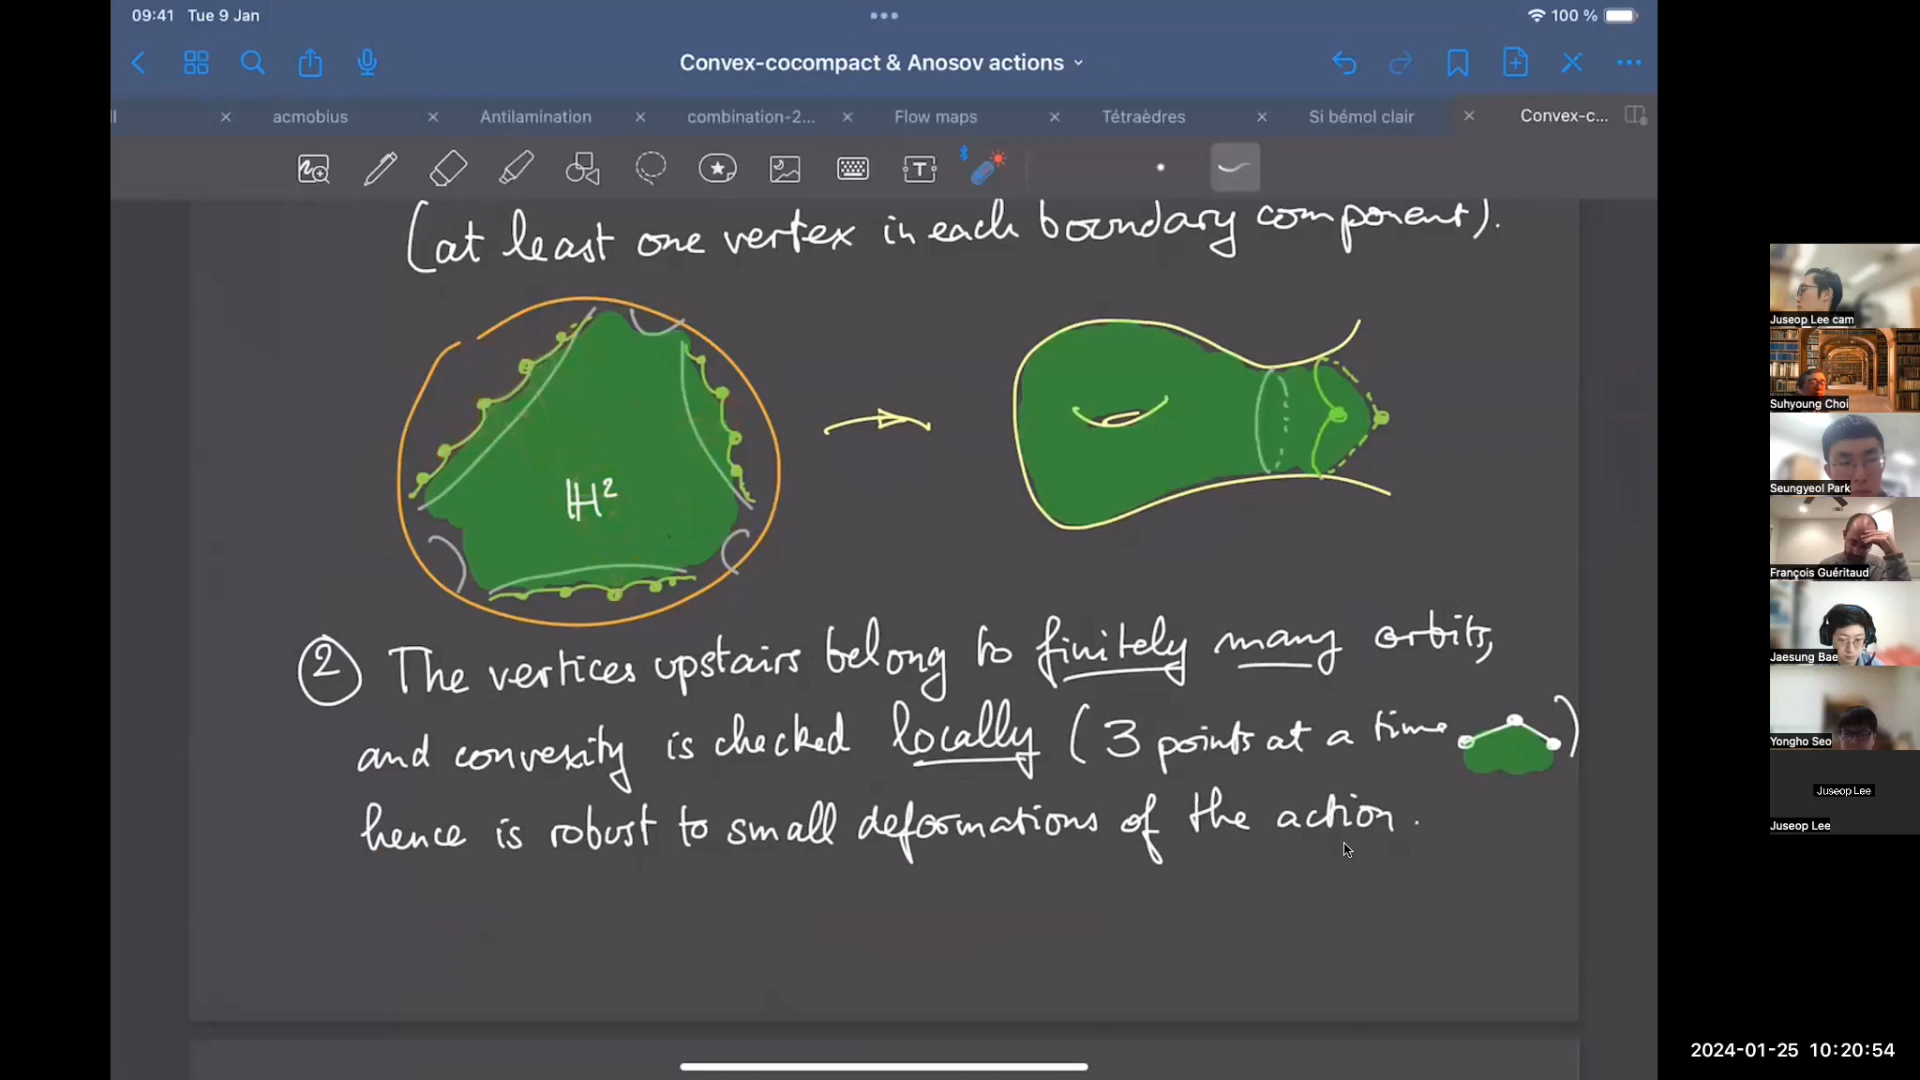 09:41 Tue 9 Jan
100 %
Convex-cocompact & Anosov actions
acmobius
Antilamination
combination-2...
Flow maps
Tétraèdres
Si bémol clair
Convex-c...
T
(at least one vertex in each boundary component).
ℍ²
② The vertices upstairs belong to finitely many orbits,
and convexity is checked locally (3 points at a time )
hence is robust to small deformations of the action.
Juseop Lee cam
Suhyoung Choi
Seungyeol Park
François Guéritaud
Jaesung Bae
Yongho Seo
Juseop Lee
Juseop Lee
2024-01-25 10:20:54